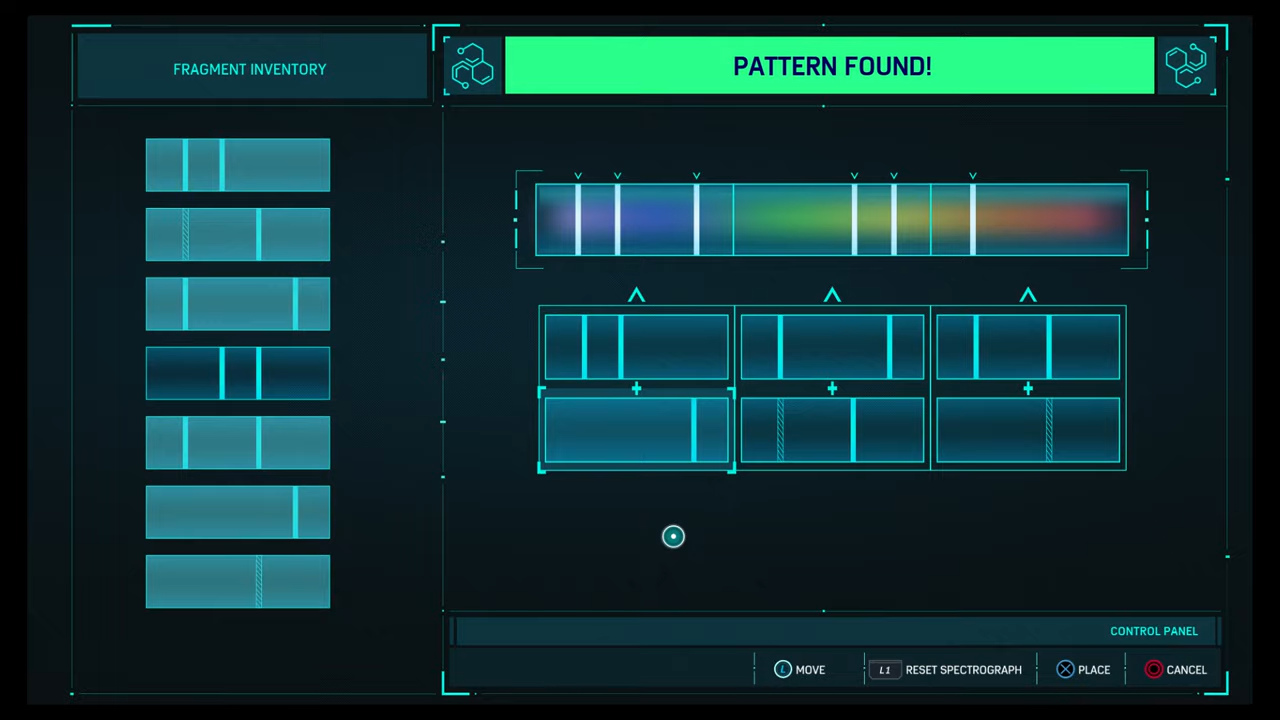 FRAGMENT INVENTORY
PATTERN FOUND!
CONTROL PANEL
L MOVE L1 RESET SPECTROGRAPH PLACE CANCEL